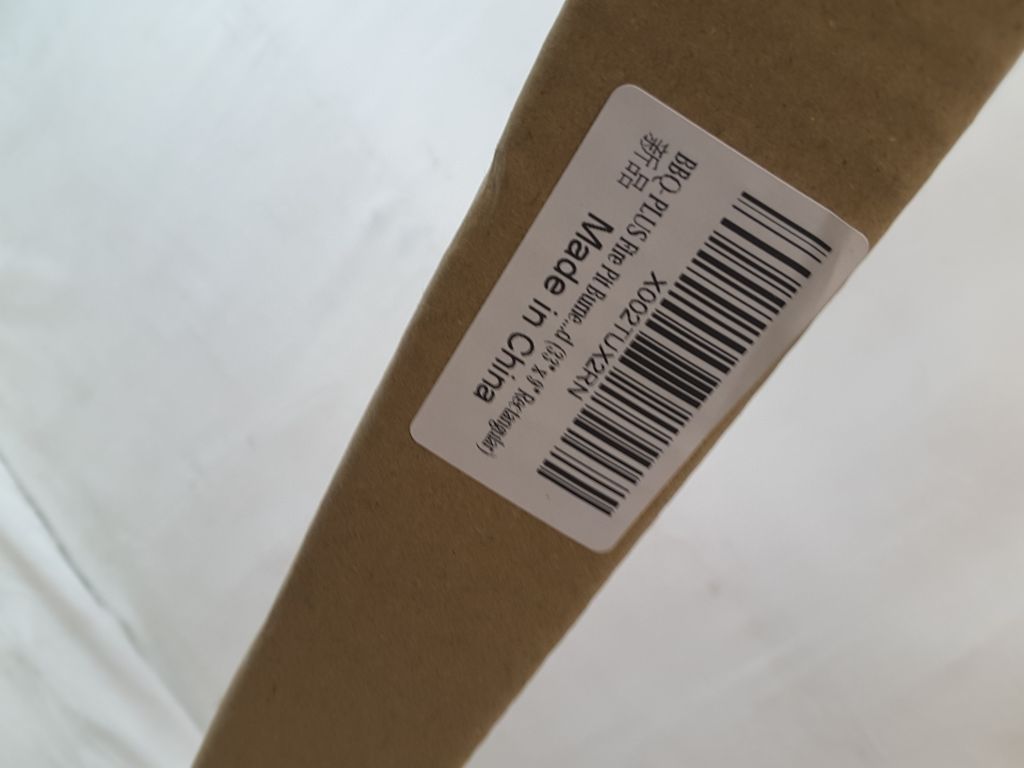 X002TUX2RN
BBQ-PLUS Fire Pit Burne...d (33" x 9" Rectangular)
新品
Made in China